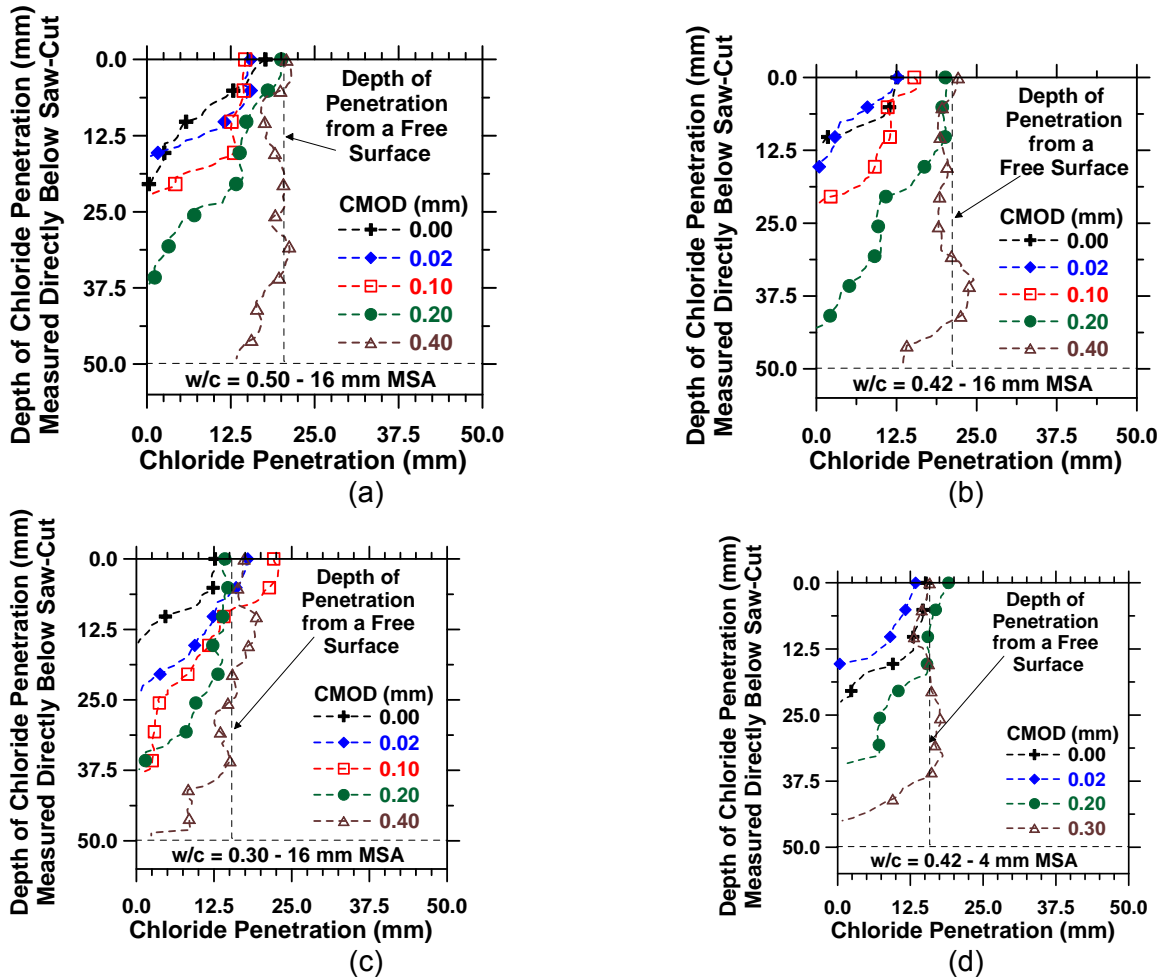 Depth of Chloride Penetration (mm)
Measured Directly Below Saw-Cut
0.0
12.5
25.0
37.5
50.0
Depth of
Penetration
from a Free
Surface
CMOD (mm)
0.00
0.02
0.10
0.20
0.40
w/c = 0.50 - 16 mm MSA
0.0 12.5 25.0 37.5 50.0
Chloride Penetration (mm)
(a)
Depth of Chloride Penetration (mm)
Measured Directly Below Saw-Cut
0.0
12.5
25.0
37.5
50.0
Depth of
Penetration
from a
Free Surface
CMOD (mm)
0.00
0.02
0.10
0.20
0.40
w/c = 0.42 - 16 mm MSA
0.0 12.5 25.0 37.5 50.0
Chloride Penetration (mm)
(b)
Depth of Chloride Penetration (mm)
Measured Directly Below Saw-Cut
0.0
12.5
25.0
37.5
50.0
Depth of
Penetration
from a Free
Surface
CMOD (mm)
0.00
0.02
0.10
0.20
0.40
w/c = 0.30 - 16 mm MSA
0.0 12.5 25.0 37.5 50.0
Chloride Penetration (mm)
(c)
Depth of Chloride Penetration (mm)
Measured Directly Below Saw-Cut
0.0
12.5
25.0
37.5
50.0
Depth of
Penetration
from a Free
Surface
CMOD (mm)
0.00
0.02
0.20
0.30
w/c = 0.42 - 4 mm MSA
0.0 12.5 25.0 37.5 50.0
Chloride Penetration (mm)
(d)